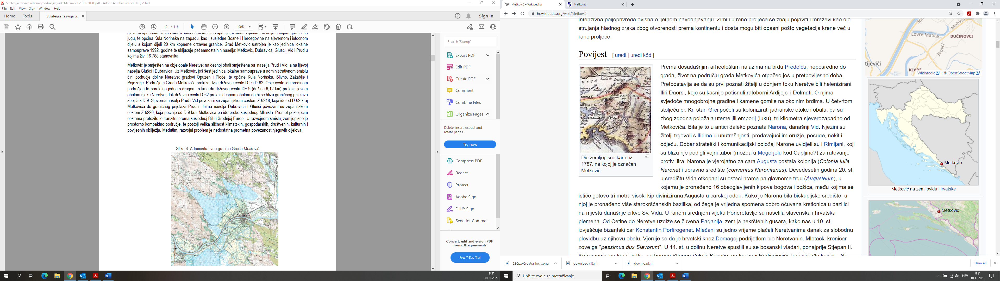 Strategija razvoja urbanog područja grada Metkovića 2016.-2020..pdf - Adobe Acrobat Reader DC (32-bit)
File Edit View Sign Window Help
Home Tools Strategija razvoja u... Sign In
10 / 116 100%
jugu, te općina Kula Norinska na zapadu, kao i susjedne Bosne i Hercegovine na sjevernom i istočnom
dijelu s kojom dijeli 20 km kopnene državne granice. Grad Metković ustrojen je kao jedinica lokalne
samouprave 1992. godine te uključuje pet samostalnih naselja: Metković, Dubravica, Glušci, Vid i Prud u
kojima živi 16 788 stanovnika.
Metković je smješten na obje obale Neretve; na desnoj obali smještena su naselja Prud i Vid, a na lijevoj
naselja Glušci i Dubravica. Uz Metković, još šest jedinica lokalne samouprave u administrativnom smislu
čini područje doline Neretve; gradovi Opuzen i Ploče, te općine Kula Norinska, Slivno, Zažablje i
Pojezerje. Područjem Grada Metkovića prolaze dvije državne ceste D-9 i D-62. Obje ceste idu sredinom
područja i to paralelno jedna s drugom, s time da državna cesta DE-9 (dužine 6,12 km) prolazi lijevom
obalom rijeke Neretve, dok državna cesta D-62 prolazi desnom obalom da bi se blizu graničnog prijelaza
spojila s D-9. Sjeverna naselja Prud i Vid povezani su županijskom cestom Ž-6218, koja ide od D-62 kraj
Metkovića do graničnog prijelaza Pruda. Južna naselja Dubravica i Glušci povezani su županijskom
cestom Ž-6220, koja počinje od D-9 kraj Metkovića pa ide preko susjednog Mliništa. Promet postojećim
cestama pretežito je tranzitni prema susjednoj BiH i Srednjoj Europi. U razvojnom smislu, zemljopisno je
prostorno kompaktno područje, te postoji velika sličnost klimatskih, gospodarskih, društvenih, kulturnih i
povijesnih obilježja. Međutim, razvojni problem je nedostatna prometna povezanost njegovih dijelova.
Slika 3. Administrativne granice Grada Metković
Search 'Stamp'
Export PDF
Edit PDF
Create PDF
Comment
Combine Files
Organize Pages
Delete, insert, extract and
rotate pages.
Try now
Compress PDF
Redact
Protect
Adobe Sign
Fill & Sign
Send for Comme...
Convert, edit and e-sign PDF
forms & agreements
Free 7-Day Trial
8:31
10.11.2021.
Metković – Wikipedija
Metković
hr.wikipedia.org/wiki/Metković
intenzivna poljoprivreda ovisna o ljetnom navodnjavanju. Zimi i u rano proljeće se znaju pojaviti i mrazevi kao dio
strujanja hladnog zraka zbog otvorenosti prema kontinentu i dosta mogu biti opasni pošto vegetacija krene već u
rano proljeće.
Povijest [ uredi | uredi kôd ]
Dio zemljopisne karte iz
1787. na kojoj je označen
Metković
Prema dosadašnjim arheološkim nalazima na brdu Predolcu, neposredno do
grada, život na području grada Metkovića otpočeo još u pretpovijesno doba.
Pretpostavlja se da su prvi poznati žitelji u donjem toku Neretve bili helenizirani
Iliri Daorsi, koje su kasnije potisnuli ratoborni Ardijejci i Delmati. O njima
svjedoče mnogobrojne gradine i kamene gomile na okolnim brdima. U četvrtom
stoljeću pr. Kr. stari Grci počeli su kolonizirati jadranske otoke i obalu, pa su
zbog zgodna položaja utemeljili emporij (luku), tri kilometra sjeverozapadno od
Metkovića. Bila je to u antici daleko poznata Narona, današnji Vid. Njezini su
žitelji trgovali s Ilirima u unutrašnjosti, prodavajući im oružje, posuđe, nakit i
odjeću. Dobar strateški i komunikacijski položaj Narone uvidjeli su i Rimljani, koji
su blizu nje podigli vojni tabor (možda u Mogorjelu kod Čapljine?) za ratovanje
protiv Ilira. Narona je vjerojatno za cara Augusta postala kolonija (Colonia Iulia
Narona) i upravno središte (conventus Naronitanus). Devedesetih godina 20. st.
u središtu Vida otkopani su ostaci hrama na glavnome trgu (Augusteum), u
kojemu je pronađeno 16 obezglavljenih kipova bogova i božica, među kojima se
ističe gotovo tri metra visoki kip divinizirana Augusta u carskoj odori. Kako je Narona bila biskupijsko središte, u
njoj je pronađeno više starokršćanskih bazilika, od čega je vrijedna spomena dobro očuvana krstionica u bazilici
na mjestu današnje crkve Sv. Vida. U ranom srednjem vijeku Poneretavlje su naselila slavenska i hrvatska
plemena. Od Cetine do Neretve uzdiže se čuvena Paganija, zemlja nekrštenih gusara, kako nas u 10. st.
izvješćuje bizantski car Konstantin Porfirogenet. Mlečani su jedno vrijeme plaćali Neretvanima danak za slobodnu
plovidbu uz njihovu obalu. Vjeruje se da je hrvatski knez Domagoj podrijetlom bio Neretvanin. Mletački kroničar
zove ga "pessimus dux Slavorum". U 14. st. u dolinu Neretve spustili su se bosanski vladari, ponajprije Stjepan II.
Lovre Matića
DUČINOVCI
Jeovci
tijevići
Wikimedia | © OpenStreetMap
Metković
Metković na zemljovidu Hrvatske
Metković
280px-Croatia_loc....png
download (1).jfif
download.jfif
Show all
Upišite ovdje za pretraživanje
HRV
8:31
10.11.2021.